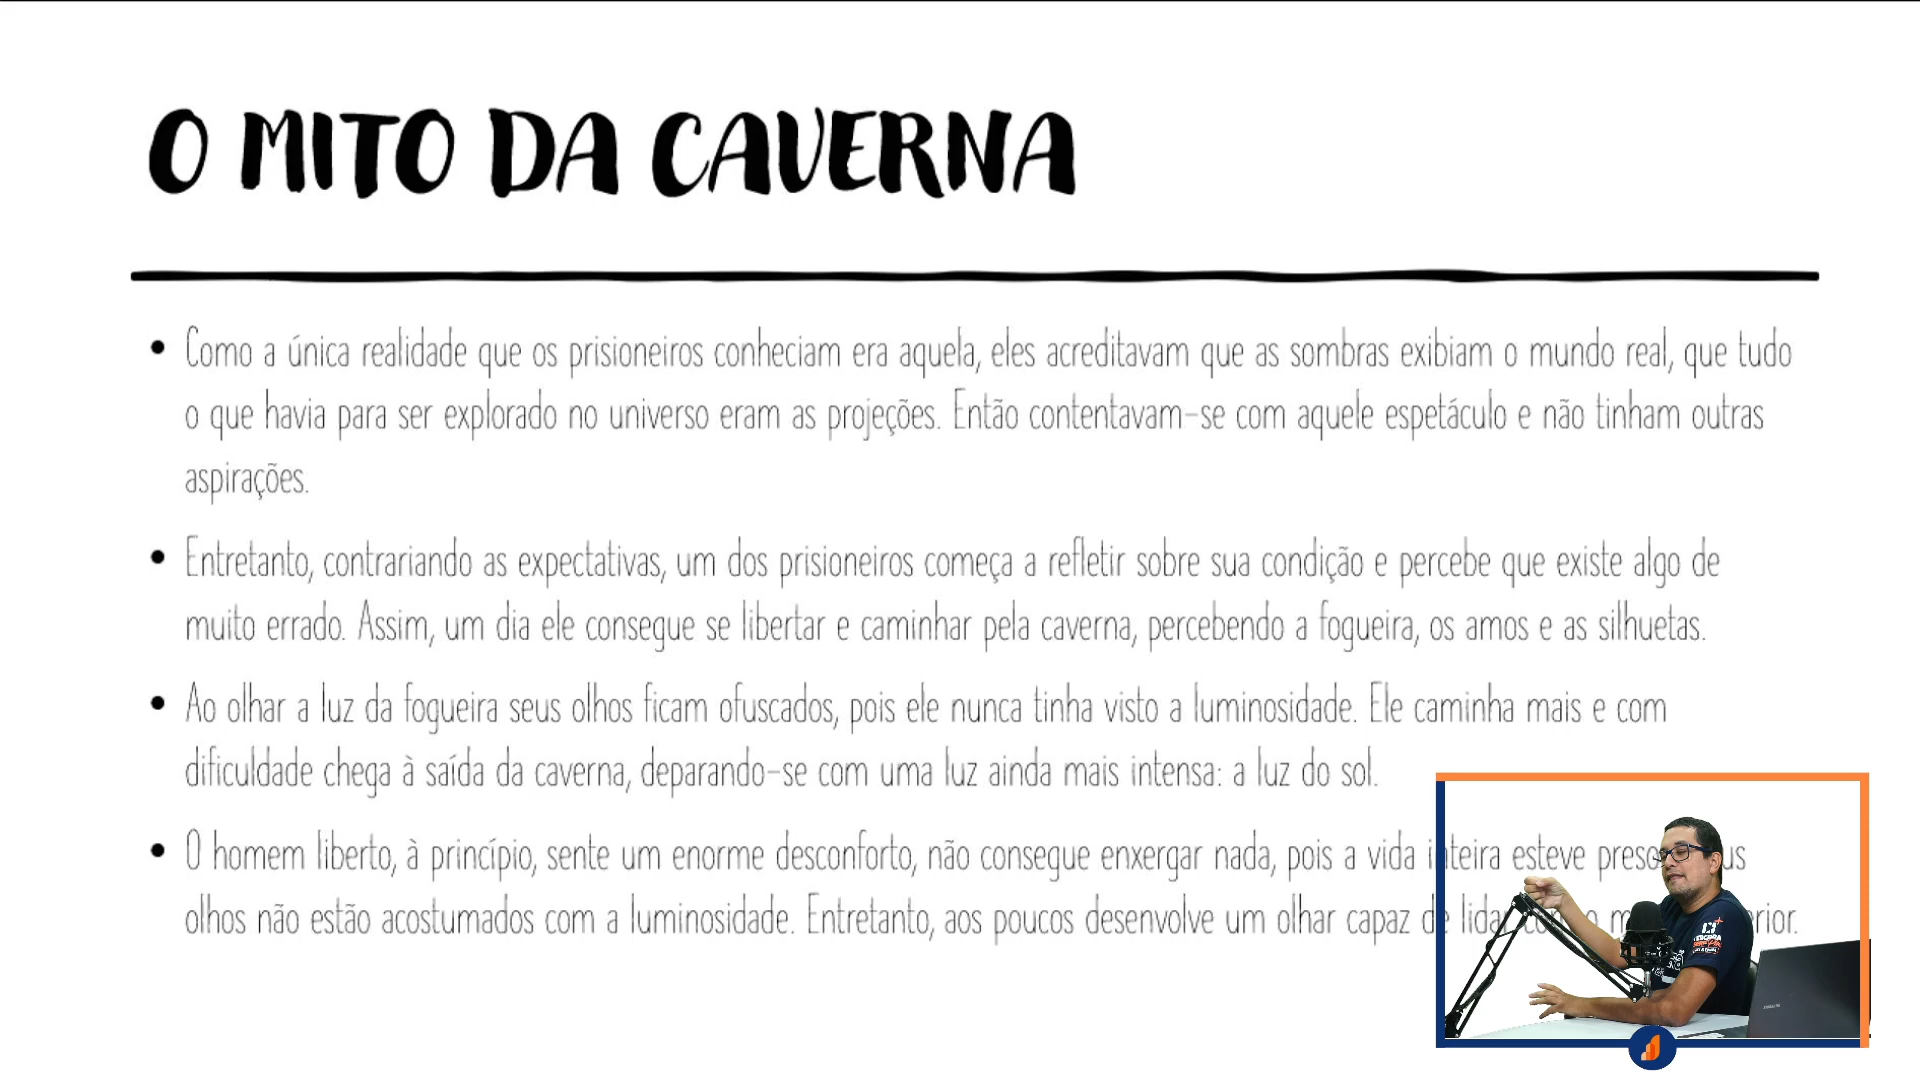 O MITO DA CAVERNA
• Como a única realidade que os prisioneiros conheciam era aquela, eles acreditavam que as sombras exibiam o mundo real, que tudo
o que havia para ser explorado no universo eram as projeções. Então contentavam-se com aquele espetáculo e não tinham outras
aspirações.
• Entretanto, contrariando as expectativas, um dos prisioneiros começa a refletir sobre sua condição e percebe que existe algo de
muito errado. Assim, um dia ele consegue se libertar e caminhar pela caverna, percebendo a fogueira, os amos e as silhuetas.
• Ao olhar a luz da fogueira seus olhos ficam ofuscados, pois ele nunca tinha visto a luminosidade. Ele caminha mais e com
dificuldade chega à saída da caverna, deparando-se com uma luz ainda mais intensa: a luz do sol.
• O homem liberto, à princípio, sente um enorme desconforto, não consegue enxergar nada, pois a vida inteira esteve
olhos não estão acostumados com a luminosidade. Entretanto, aos poucos desenvolve um olhar capaz de